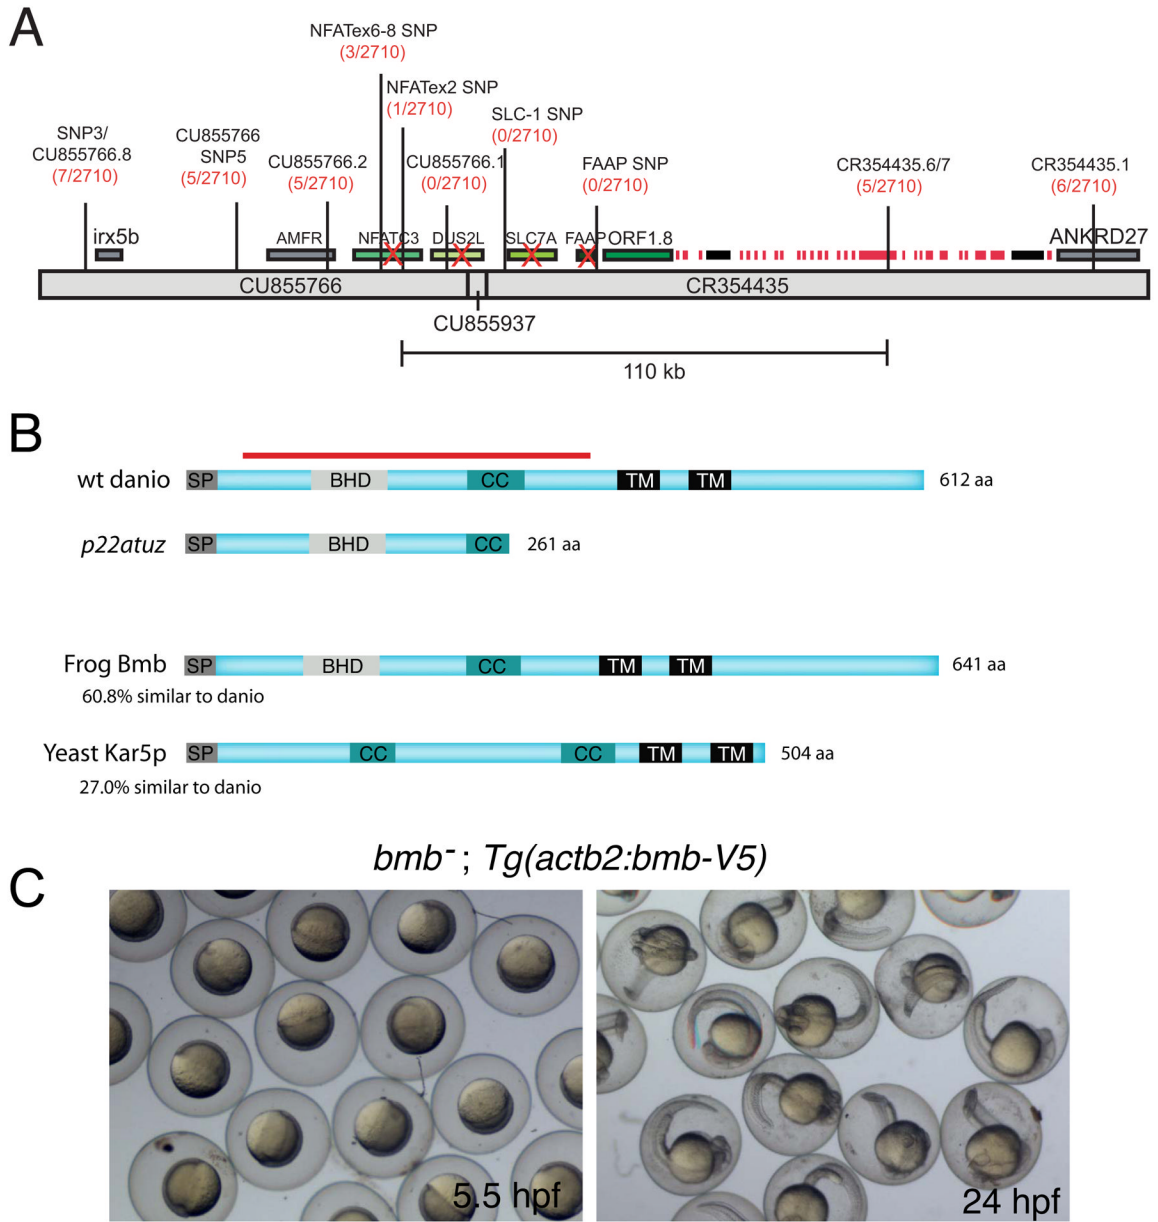 A
NFATex6-8 SNP
(3/2710)
NFATex2 SNP
(1/2710)
SLC-1 SNP
(0/2710)
SNP3/
CU855766.8
(7/2710)
CU855766
SNP5
(5/2710)
CU855766.2
(5/2710)
CU855766.1
(0/2710)
FAAP SNP
(0/2710)
CR354435.6/7
(5/2710)
CR354435.1
(6/2710)
irx5b
AMFR
NFATC3
DUS2L
SLC7A
FAAP
ORF1.8
ANKRD27
CU855766
CR354435
CU855937
110 kb
B
wt danio SP BHD CC TM TM 612 aa
p22atuz SP BHD CC 261 aa
Frog Bmb SP BHD CC TM TM 641 aa
60.8% similar to danio
Yeast Kar5p SP CC CC TM TM 504 aa
27.0% similar to danio
bmb- ; Tg(actb2:bmb-V5)
C
5.5 hpf
24 hpf